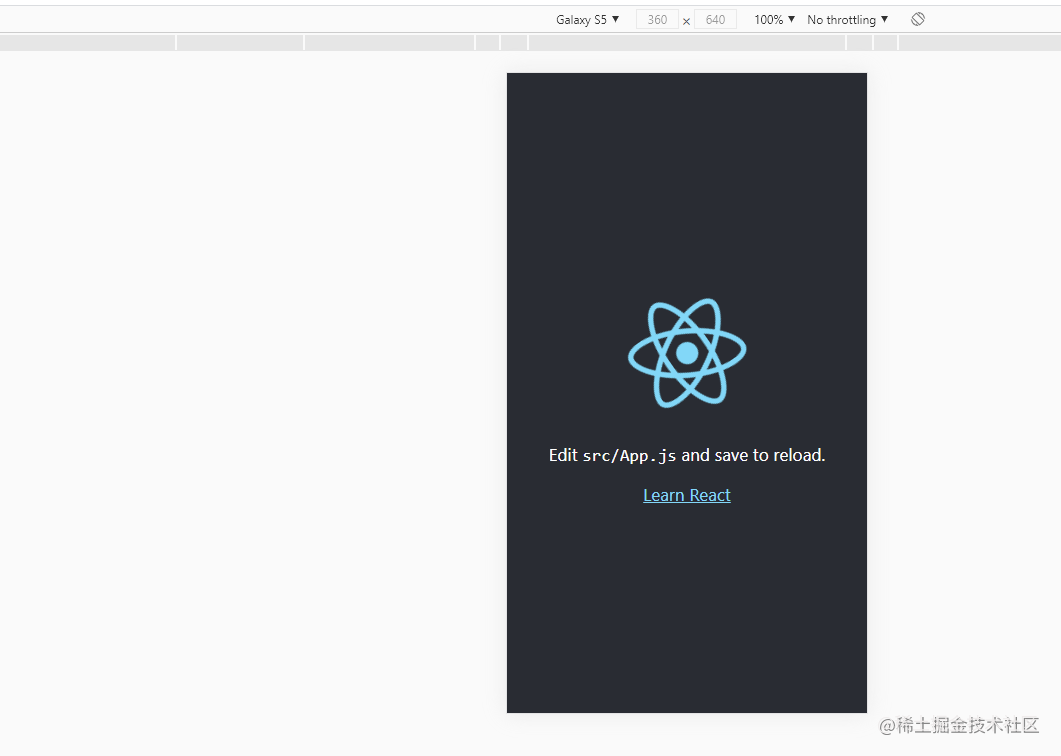 Galaxy S5 ▼ 360 × 640 100% ▼ No throttling ▼
Edit src/App.js and save to reload.
Learn React
@稀土掘金技术社区